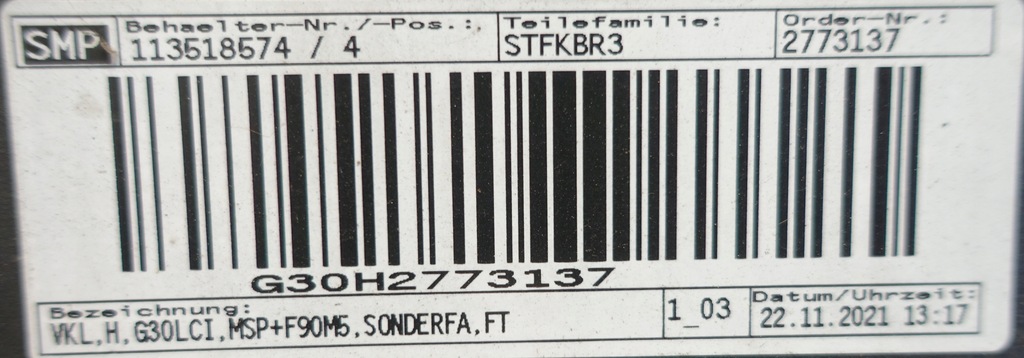 SMP
Behaelter-Nr./-Pos.:
113518574 / 4
Teilefamilie:
STFKBR3
Order-Nr.:
2773137
G30H2773137
Bezeichnung:
VKL,H,G30LCI,MSP+F90M5,SONDERFA,FT
1_03
Datum/Uhrzeit:
22.11.2021 13:17